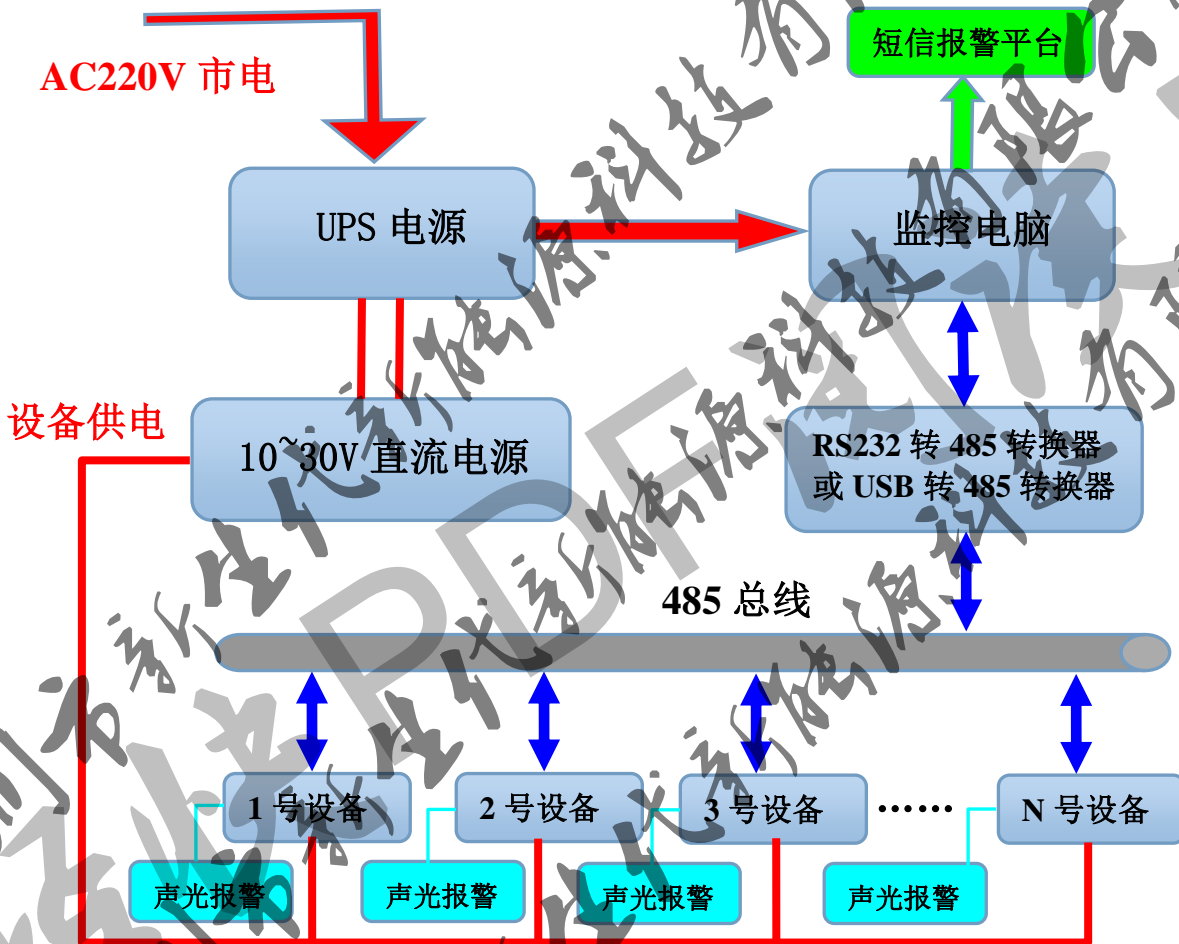 AC220V 市电
短信报警平台
UPS 电源
监控电脑
设备供电
10~30V 直流电源
RS232 转 485 转换器
或 USB 转 485 转换器
485 总线
1 号设备
2 号设备
3 号设备
……
N 号设备
声光报警
声光报警
声光报警
声光报警